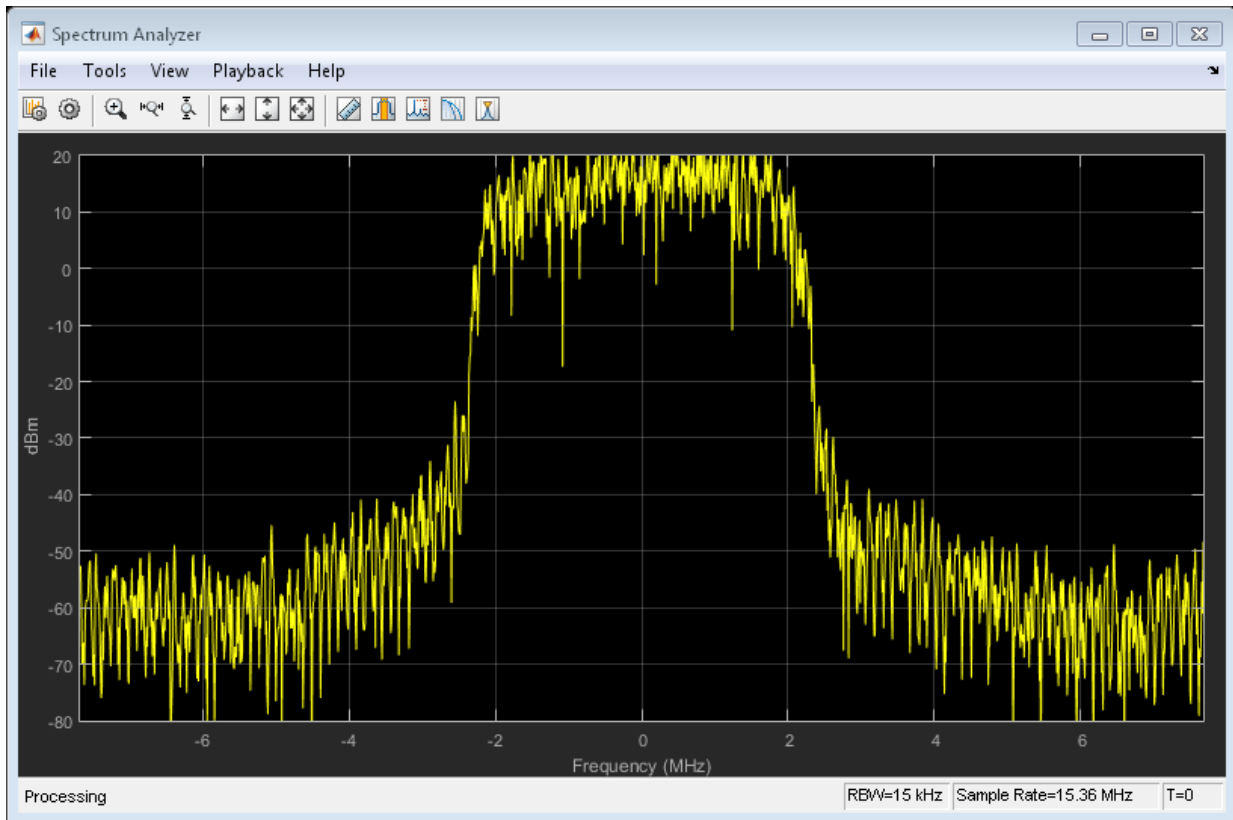 Spectrum Analyzer
File Tools View Playback Help
20
10
0
-10
-20
-30
-40
-50
-60
-70
-80
dBm
-6 -4 -2 0 2 4 6
Frequency (MHz)
Processing RBW=15 kHz Sample Rate=15.36 MHz T=0